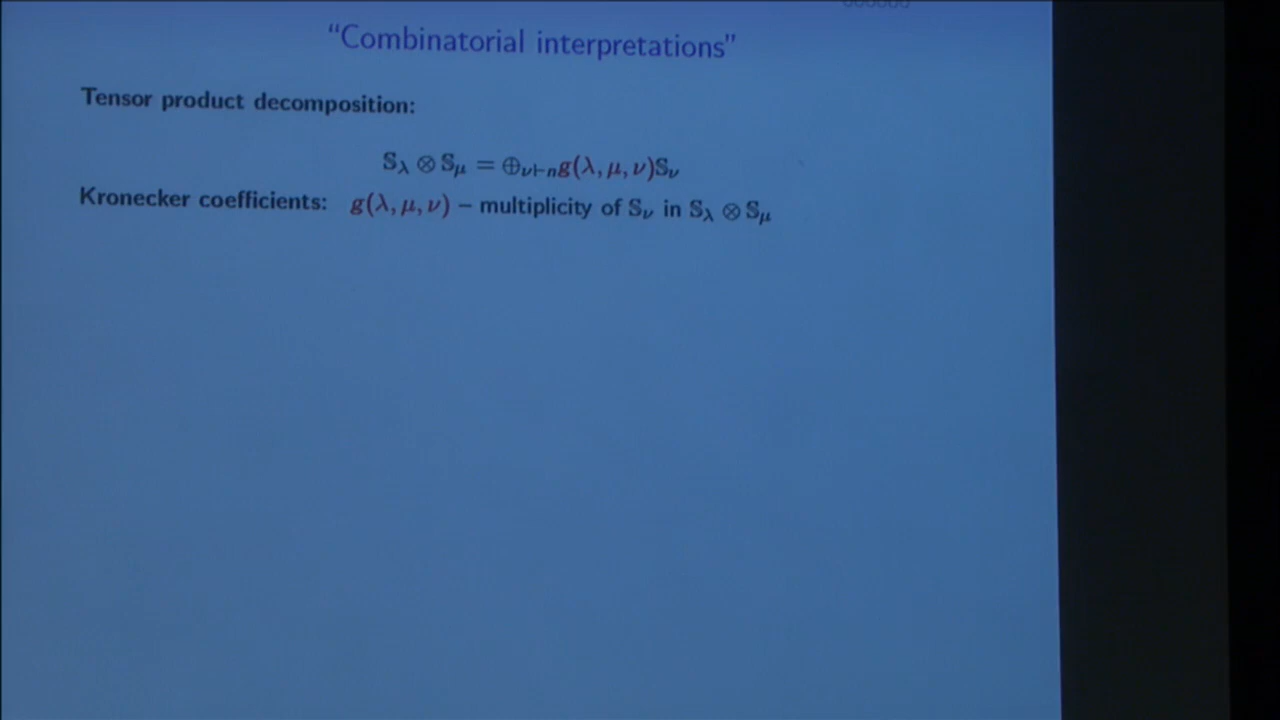 “Combinatorial interpretations”
Tensor product decomposition:
𝕊_λ ⊗ 𝕊_μ = ⊕_{ν⊢n} g(λ, μ, ν)𝕊_ν
Kronecker coefficients: g(λ, μ, ν) – multiplicity of 𝕊_ν in 𝕊_λ ⊗ 𝕊_μ